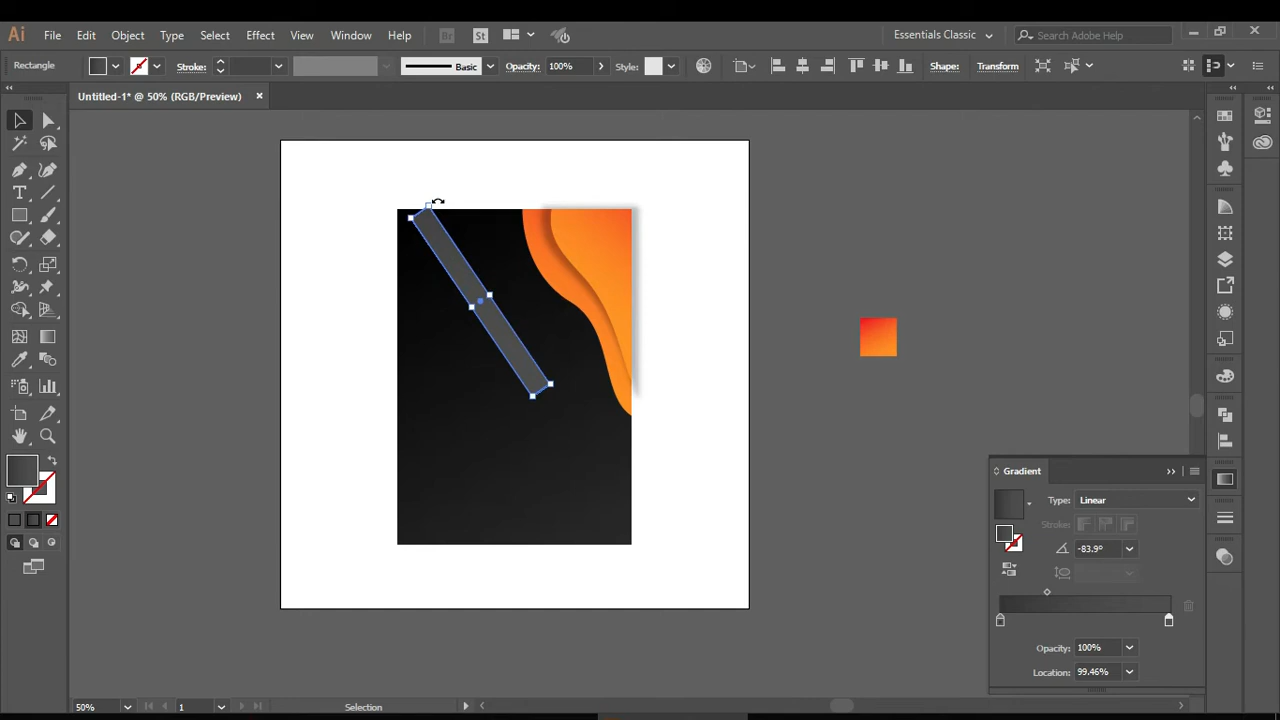 Ai File Edit Object Type Select Effect View Window Help Br St Essentials Classic Search Adobe Help
Rectangle Stroke: Basic Opacity: 100% Style: Shape: Transform
Untitled-1* @ 50% (RGB/Preview) ×
Gradient
Type: Linear
Stroke:
-83.9°
Opacity: 100%
Location: 99.46%
50% 1 Selection